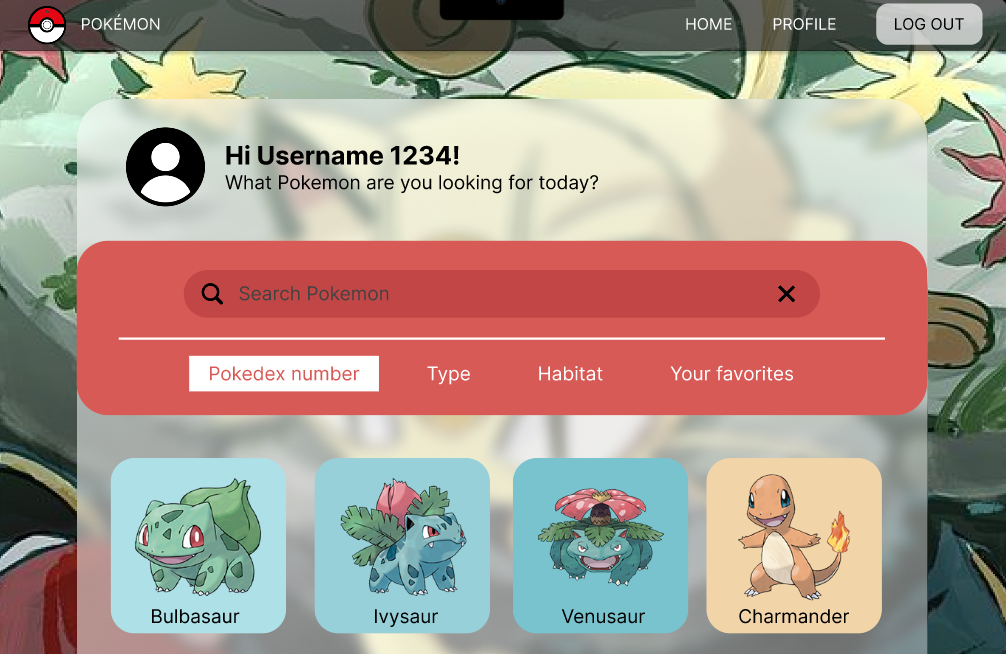 POKÉMON
HOME
PROFILE
LOG OUT
Hi Username 1234!
What Pokemon are you looking for today?
Search Pokemon
Pokedex number
Type
Habitat
Your favorites
Bulbasaur
Ivysaur
Venusaur
Charmander